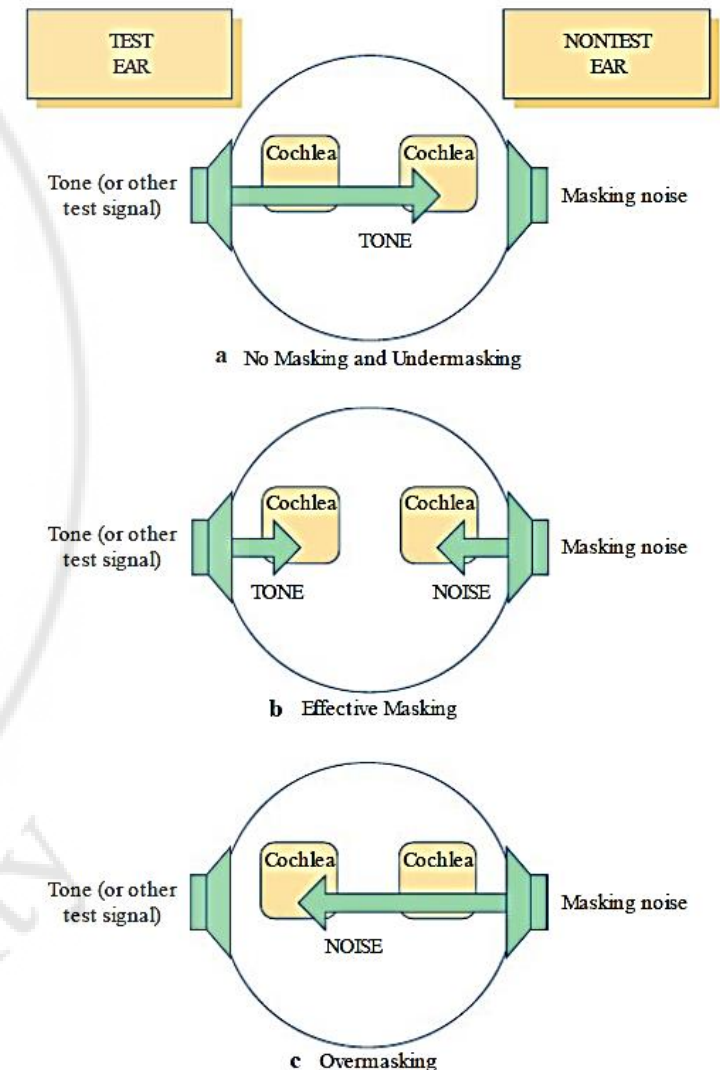 TEST
EAR
NONTEST
EAR
Tone (or other
test signal)
Cochlea
Cochlea
Masking noise
TONE
a No Masking and Undermasking
Tone (or other
test signal)
Cochlea
Cochlea
Masking noise
TONE
NOISE
b Effective Masking
Tone (or other
test signal)
Cochlea
Cochlea
Masking noise
NOISE
c Overmasking